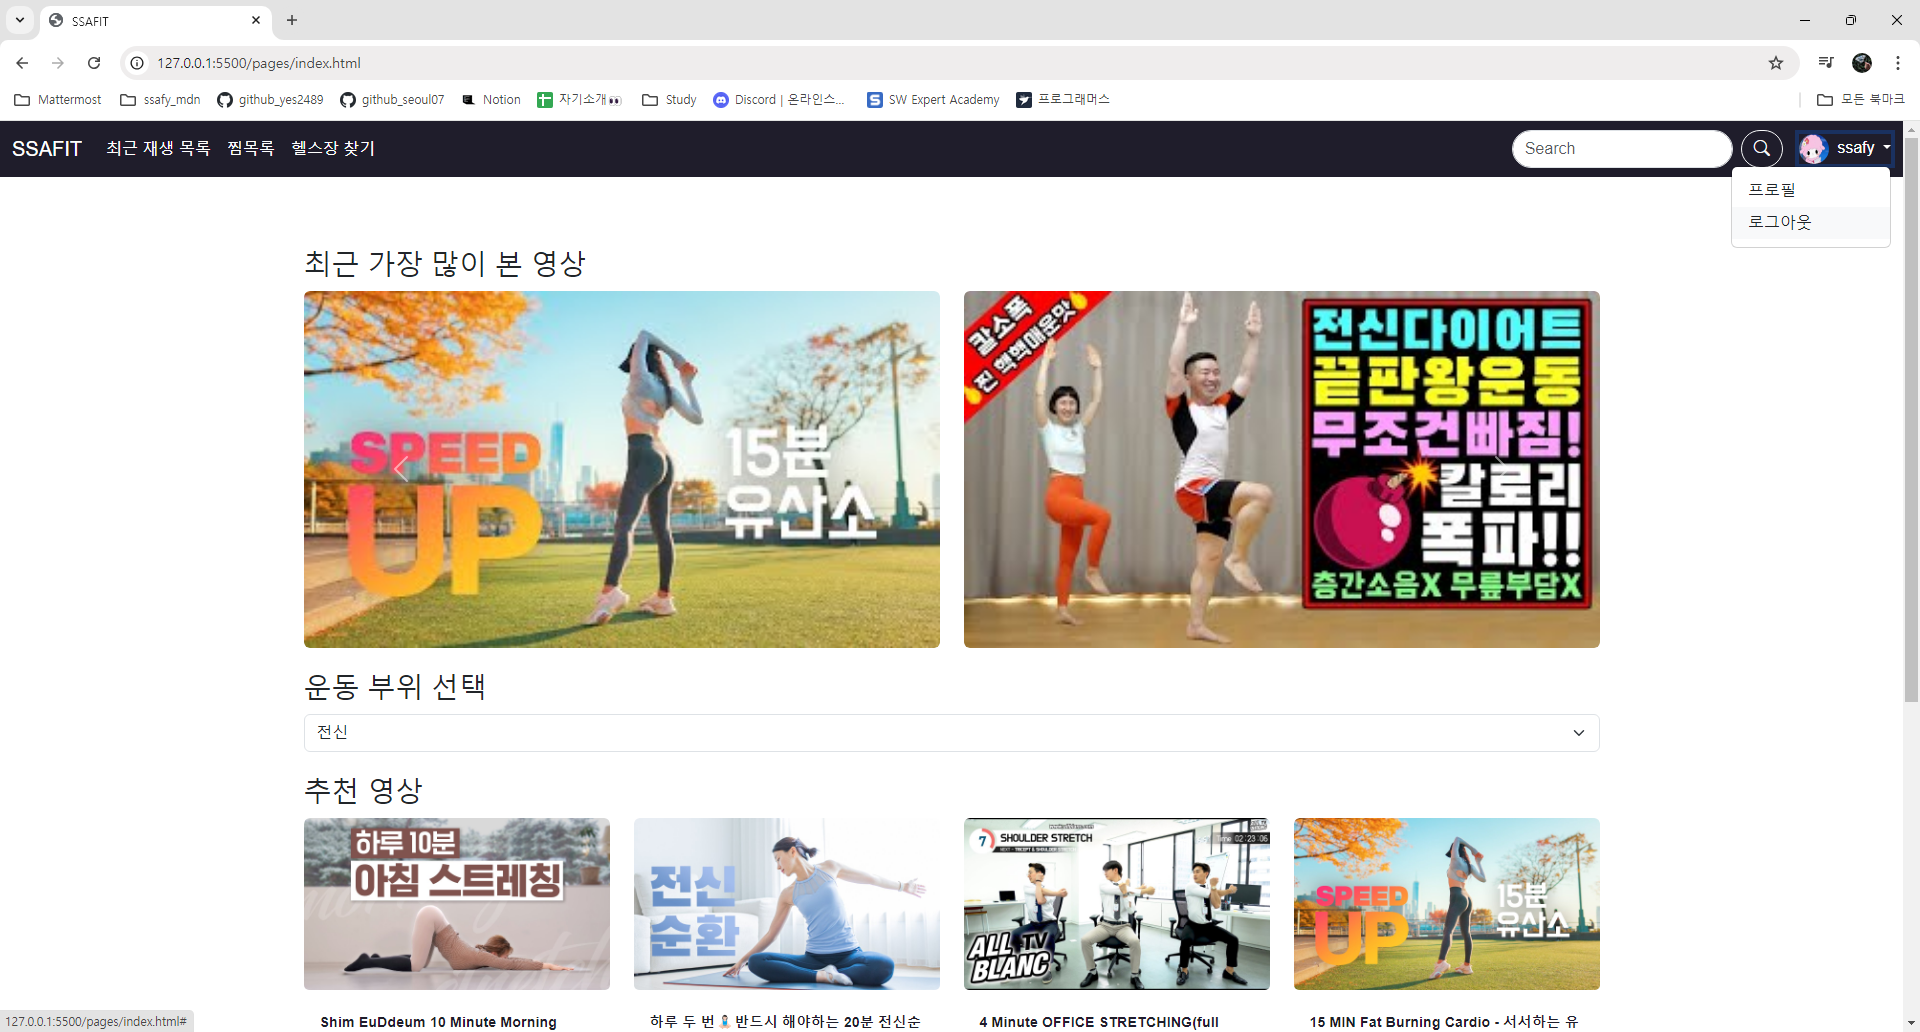 SSAFIT
127.0.0.1:5500/pages/index.html
Mattermost
ssafy_mdn
github_yes2489
github_seoul07
Notion
자기소개👀
Study
Discord | 온라인스...
SW Expert Academy
프로그래머스
모든 북마크
SSAFIT
최근 재생 목록
찜목록
헬스장 찾기
Search
ssafy
프로필
로그아웃
최근 가장 많이 본 영상
SPEED
UP
15분
유산소
칼소폭
찐 핵핵매운맛
전신다이어트
끝판왕운동
무조건빠짐!
칼로리
폭파!!
층간소음X 무릎부담X
운동 부위 선택
전신
추천 영상
하루 10분
아침 스트레칭
전신
순환
7
SHOULDER STRETCH
Time 02:23:06
ALL TV
BLANC
SPEED
UP
15분
유산소
Shim EuDdeum 10 Minute Morning
하루 두 번🧘🏻‍♀️반드시 해야하는 20분 전신순
4 Minute OFFICE STRETCHING(full
15 MIN Fat Burning Cardio - 서서하는 유
127.0.0.1:5500/pages/index.html#